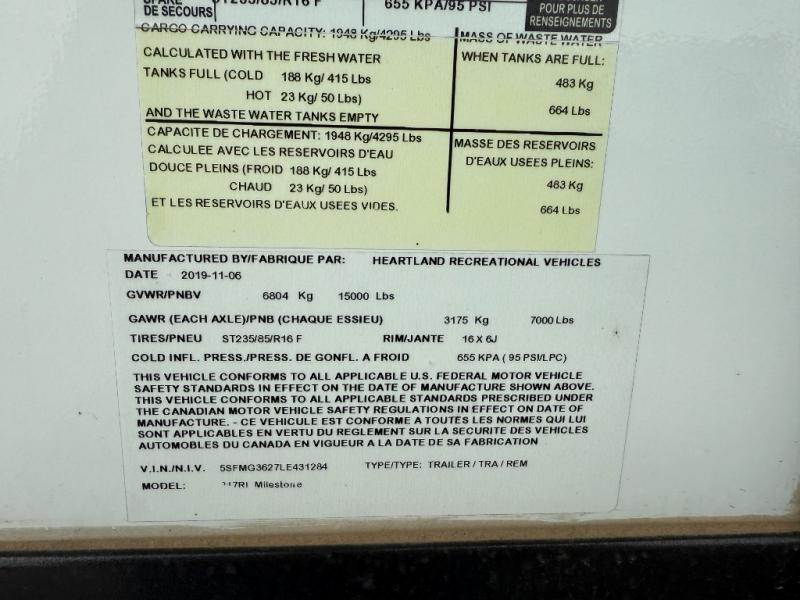 SPARE ST235/85/R16 F 655 KPA/95 PSI
DE SECOURS
POUR PLUS DE
RENSEIGNEMENTS
CARGO CARRYING CAPACITY: 1948 Kg/4295 Lbs
MASS OF WASTE WATER
CALCULATED WITH THE FRESH WATER
WHEN TANKS ARE FULL:
TANKS FULL (COLD 188 Kg/ 415 Lbs
483 Kg
HOT 23 Kg/ 50 Lbs)
664 Lbs
AND THE WASTE WATER TANKS EMPTY
CAPACITE DE CHARGEMENT: 1948 Kg/4295 Lbs
MASSE DES RESERVOIRS
CALCULEE AVEC LES RESERVOIRS D'EAU
D'EAUX USEES PLEINS:
DOUCE PLEINS (FROID 188 Kg/ 415 Lbs
483 Kg
CHAUD 23 Kg/ 50 Lbs)
664 Lbs
ET LES RESERVOIRS D'EAUX USEES VIDES.
MANUFACTURED BY/FABRIQUE PAR: HEARTLAND RECREATIONAL VEHICLES
DATE 2019-11-06
GVWR/PNBV 6804 Kg 15000 Lbs
GAWR (EACH AXLE)/PNB (CHAQUE ESSIEU) 3175 Kg 7000 Lbs
TIRES/PNEU ST235/85/R16 F RIM/JANTE 16 X 6J
COLD INFL. PRESS./PRESS. DE GONFL. A FROID 655 KPA ( 95 PSI/LPC)
THIS VEHICLE CONFORMS TO ALL APPLICABLE U.S. FEDERAL MOTOR VEHICLE
SAFETY STANDARDS IN EFFECT ON THE DATE OF MANUFACTURE SHOWN ABOVE.
THIS VEHICLE CONFORMS TO ALL APPLICABLE STANDARDS PRESCRIBED UNDER
THE CANADIAN MOTOR VEHICLE SAFETY REGULATIONS IN EFFECT ON DATE OF
MANUFACTURE. - CE VEHICULE EST CONFORME A TOUTES LES NORMES QUI LUI
SONT APPLICABLES EN VERTU DU REGLEMENT SUR LA SECURITE DES VEHICLES
AUTOMOBILES DU CANADA EN VIGUEUR A LA DATE DE SA FABRICATION
V.I.N./N.I.V. 5SFMG3627LE431284 TYPE/TYPE: TRAILER / TRA / REM
MODEL: Milestone